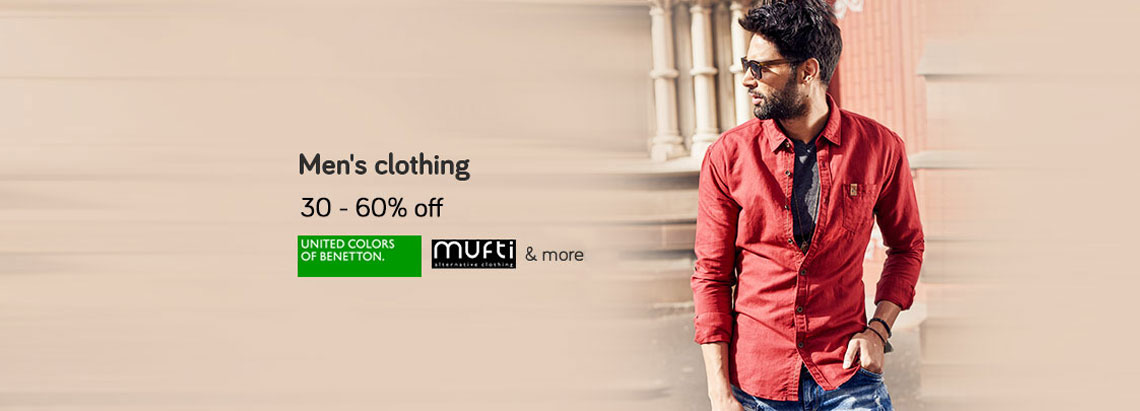 Men's clothing
30 - 60% off
UNITED COLORS
OF BENETTON.
mufti
alternative clothing
& more